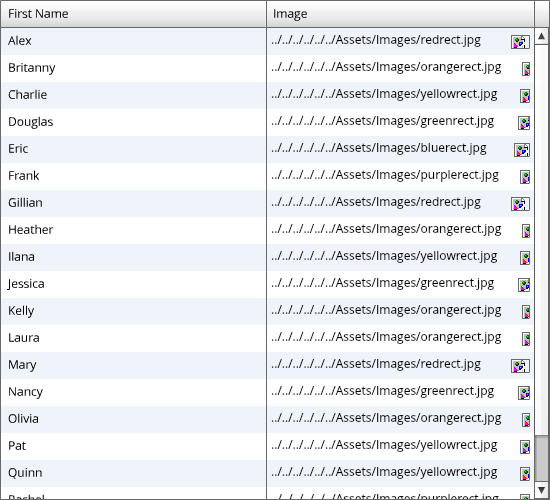 First Name Image
Alex ../../../../../../Assets/Images/redrect.jpg
Britanny ../../../../../../Assets/Images/orangerect.jpg
Charlie ../../../../../../Assets/Images/yellowrect.jpg
Douglas ../../../../../../Assets/Images/greenrect.jpg
Eric ../../../../../../Assets/Images/bluerect.jpg
Frank ../../../../../../Assets/Images/purplerect.jpg
Gillian ../../../../../../Assets/Images/redrect.jpg
Heather ../../../../../../Assets/Images/orangerect.jpg
Ilana ../../../../../../Assets/Images/yellowrect.jpg
Jessica ../../../../../../Assets/Images/greenrect.jpg
Kelly ../../../../../../Assets/Images/orangerect.jpg
Laura ../../../../../../Assets/Images/orangerect.jpg
Mary ../../../../../../Assets/Images/redrect.jpg
Nancy ../../../../../../Assets/Images/greenrect.jpg
Olivia ../../../../../../Assets/Images/orangerect.jpg
Pat ../../../../../../Assets/Images/yellowrect.jpg
Quinn ../../../../../../Assets/Images/yellowrect.jpg
Rachel ../../../../../../Assets/Images/purplerect.jpg